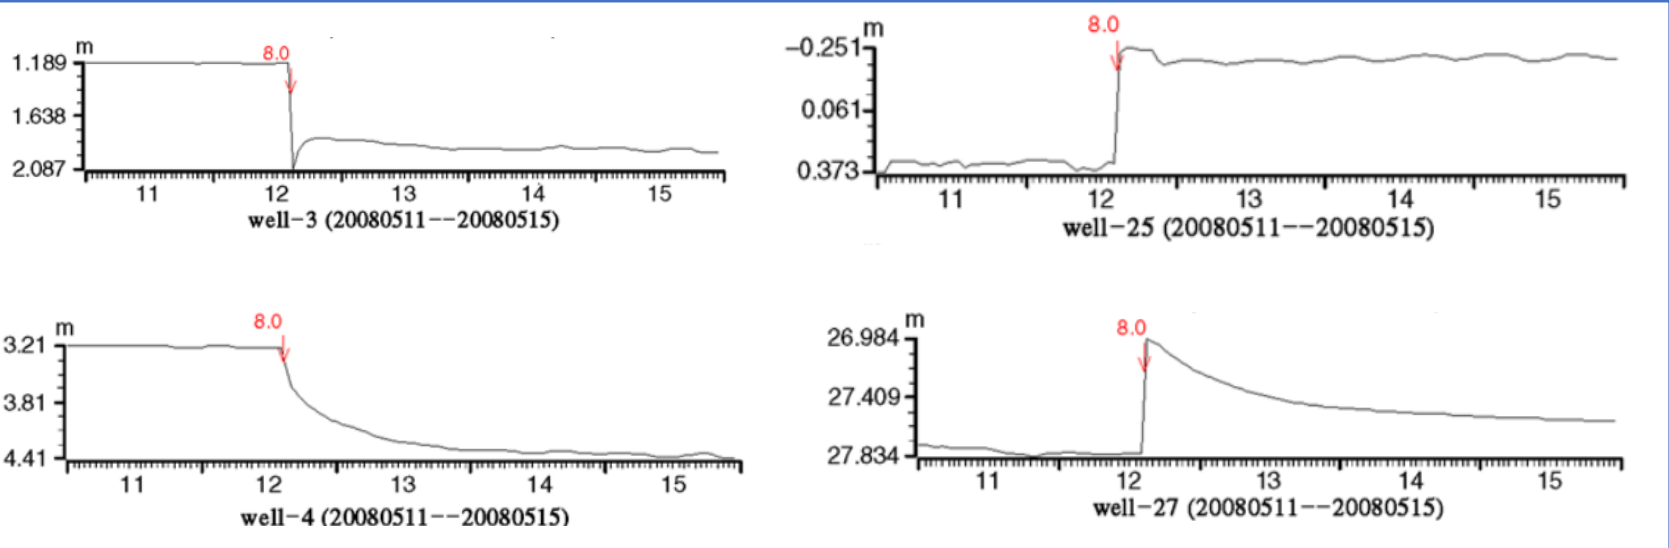 m
8.0
1.189
1.638
2.087
11 12 13 14 15
well-3 (20080511--20080515)
m
8.0
-0.251
0.061
0.373
11 12 13 14 15
well-25 (20080511--20080515)
m
8.0
3.21
3.81
4.41
11 12 13 14 15
well-4 (20080511--20080515)
m
8.0
26.984
27.409
27.834
11 12 13 14 15
well-27 (20080511--20080515)